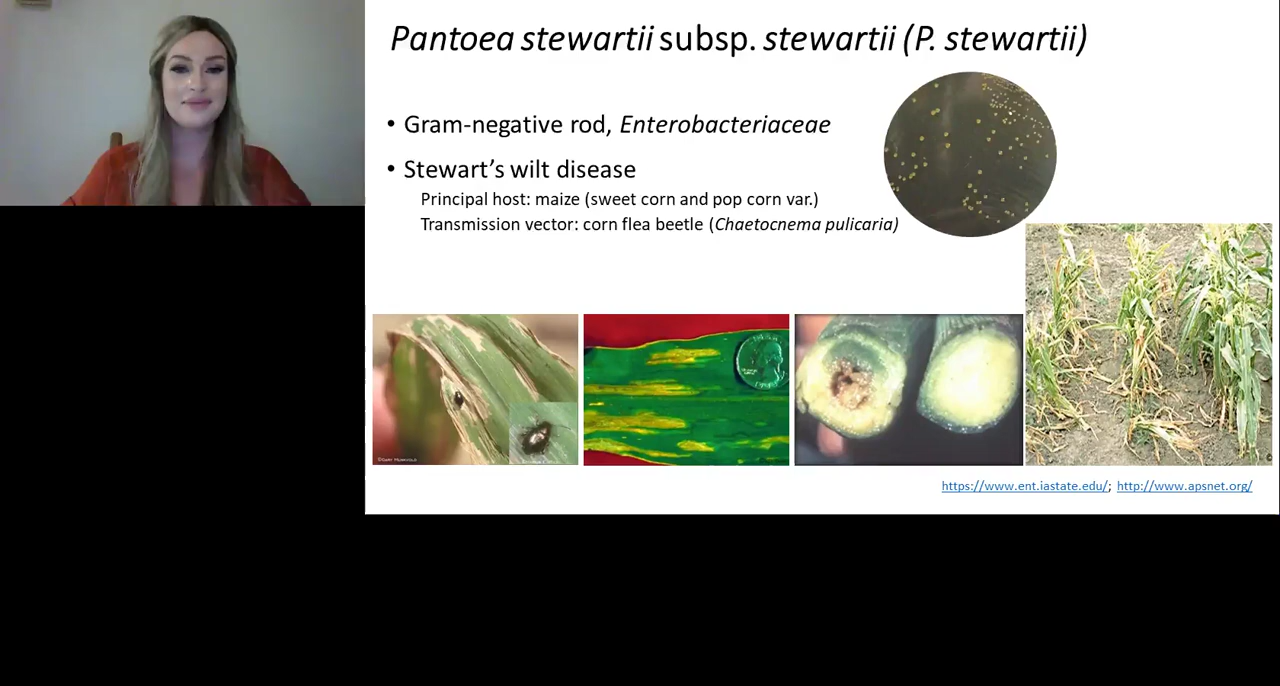 Pantoea stewartii subsp. stewartii (P. stewartii)
• Gram-negative rod, Enterobacteriaceae
• Stewart's wilt disease
Principal host: maize (sweet corn and pop corn var.)
Transmission vector: corn flea beetle (Chaetocnema pulicaria)
https://www.ent.iastate.edu/; http://www.apsnet.org/